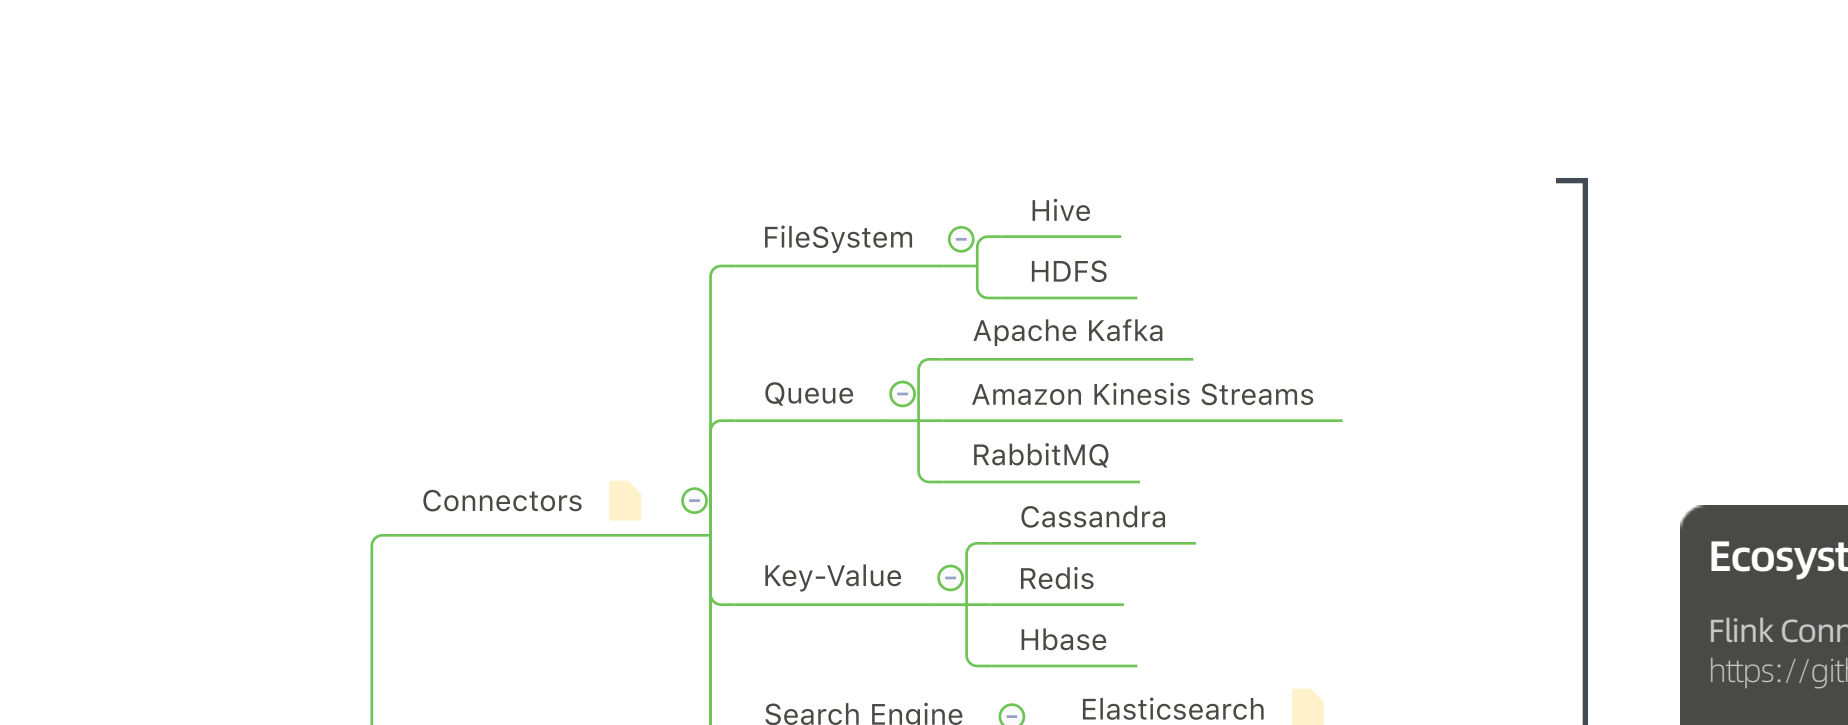 Hive
FileSystem
HDFS
Apache Kafka
Queue
Amazon Kinesis Streams
RabbitMQ
Connectors
Cassandra
Key-Value
Redis
Hbase
Search Engine
Elasticsearch
Ecosyst
Flink Conn
https://gith